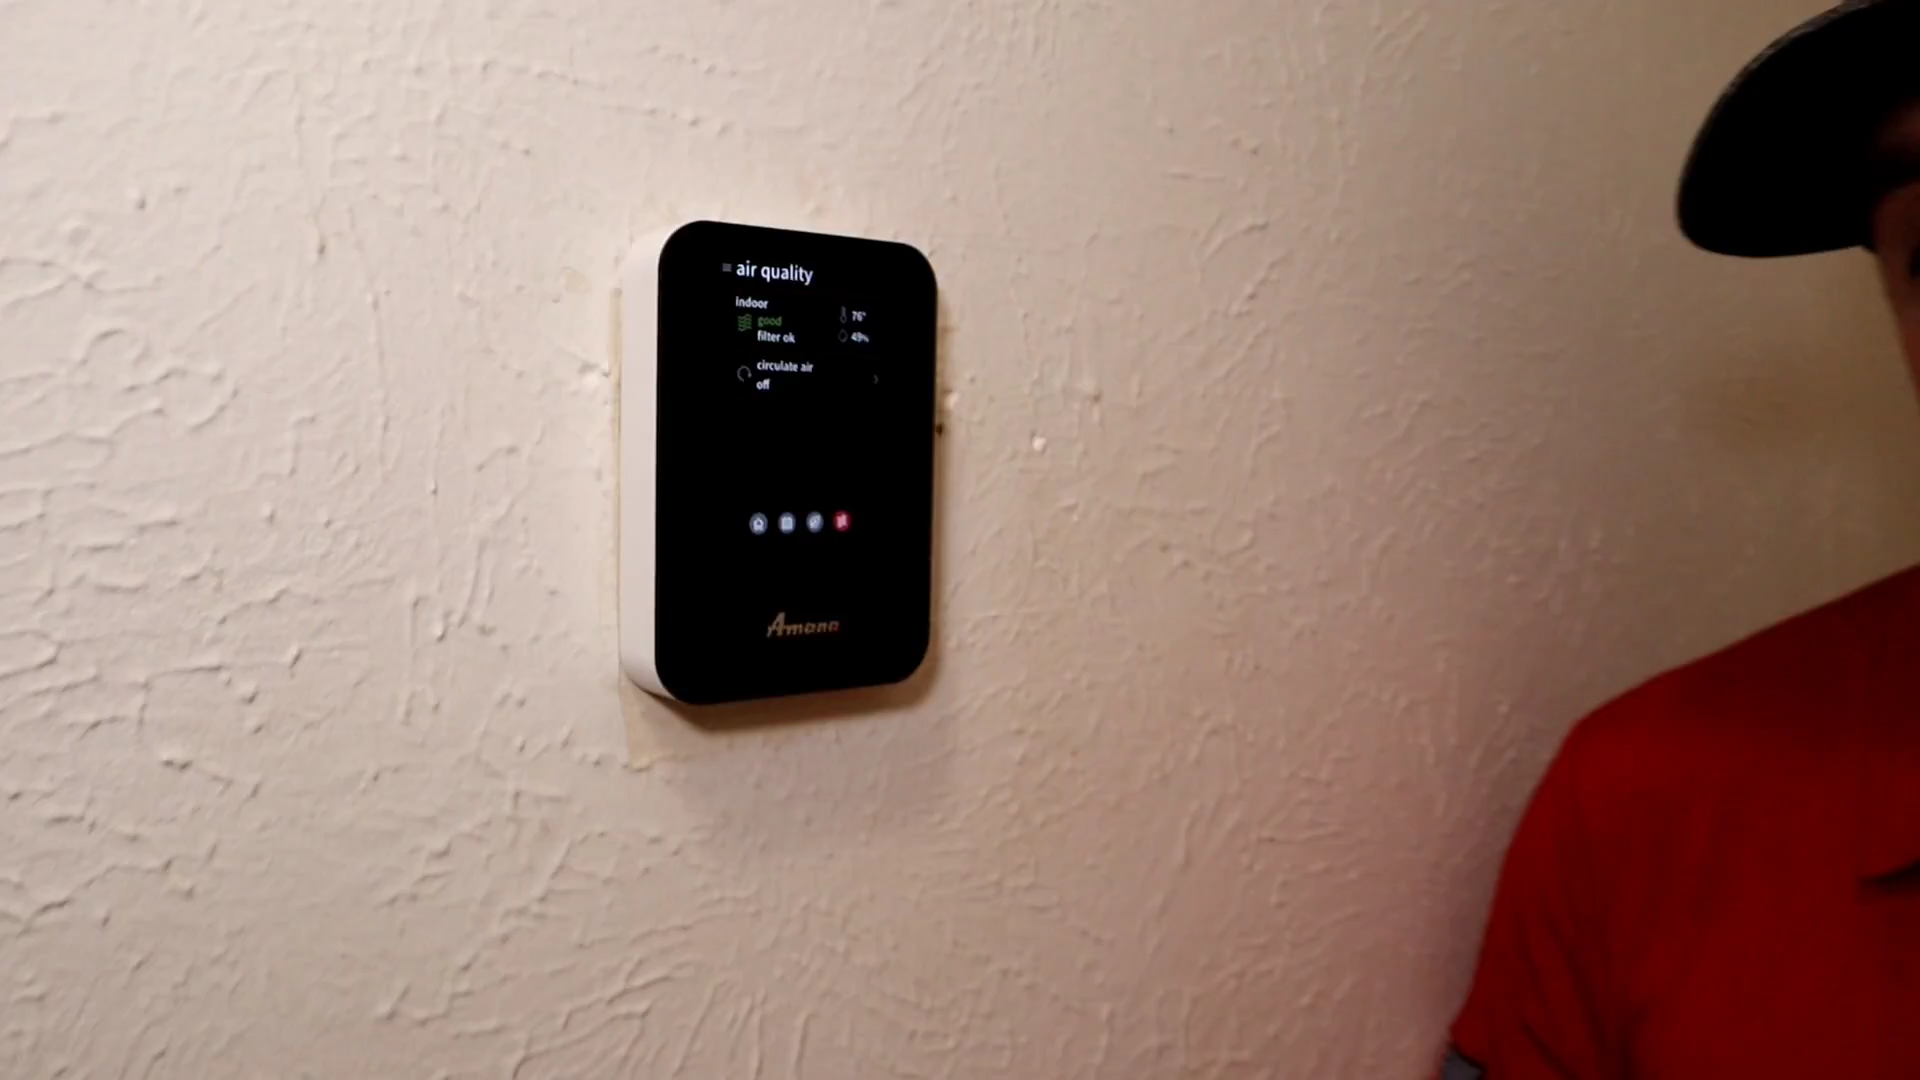 air quality
indoor
good
76°
filter ok
49%
circulate air
off
Amana